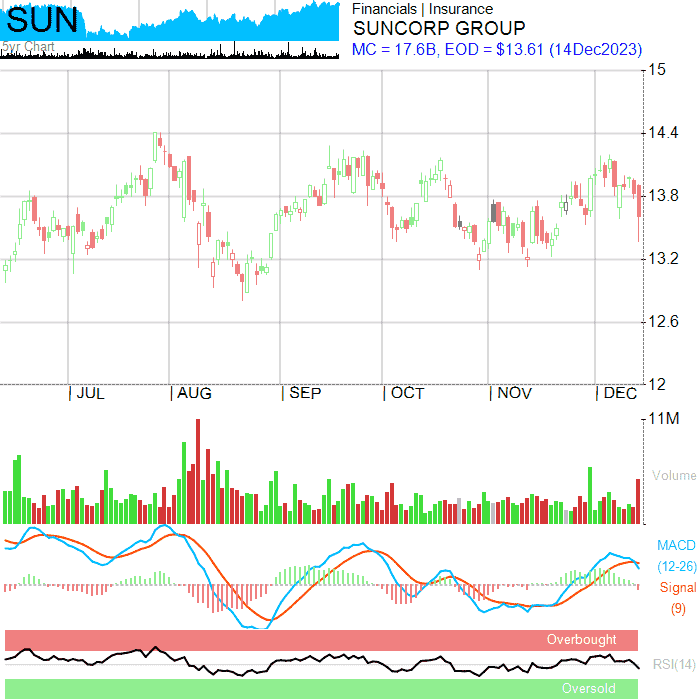 SUN
5yr Chart
Financials | Insurance
SUNCORP GROUP
MC = 17.6B, EOD = $13.61 (14Dec2023)
15
14.4
13.8
13.2
12.6
12
| JUL | AUG | SEP | OCT | NOV | DEC
11M
Volume
MACD
(12-26)
Signal
(9)
Overbought
RSI(14)
Oversold